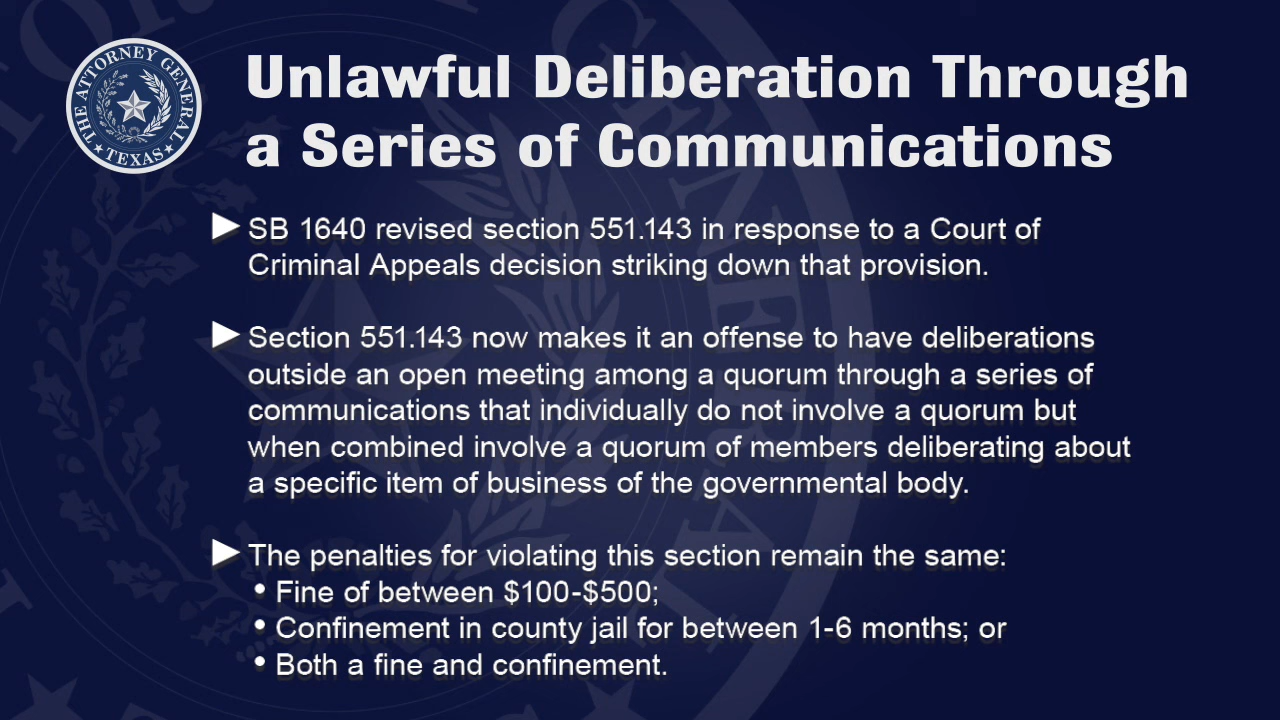 THE ATTORNEY GENERAL
★ TEXAS ★
Unlawful Deliberation Through
a Series of Communications
► SB 1640 revised section 551.143 in response to a Court of
Criminal Appeals decision striking down that provision.
► Section 551.143 now makes it an offense to have deliberations
outside an open meeting among a quorum through a series of
communications that individually do not involve a quorum but
when combined involve a quorum of members deliberating about
a specific item of business of the governmental body.
► The penalties for violating this section remain the same:
• Fine of between $100-$500;
• Confinement in county jail for between 1-6 months; or
• Both a fine and confinement.